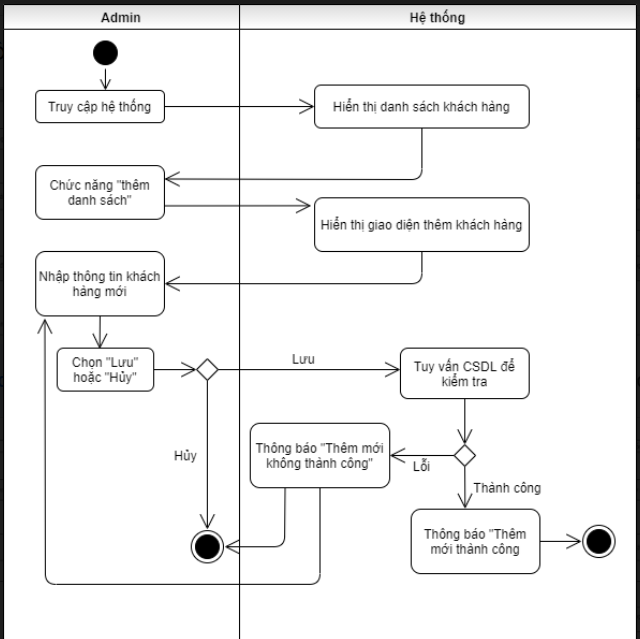 Admin
Hệ thống
Truy cập hệ thống
Hiển thị danh sách khách hàng
Chức năng "thêm
danh sách"
Hiển thị giao diện thêm khách hàng
Nhập thông tin khách
hàng mới
Chọn "Lưu"
hoặc "Hủy"
Lưu
Tuy vấn CSDL để
kiểm tra
Hủy
Thông báo "Thêm mới
không thành công"
Lỗi
Thành công
Thông báo "Thêm
mới thành công